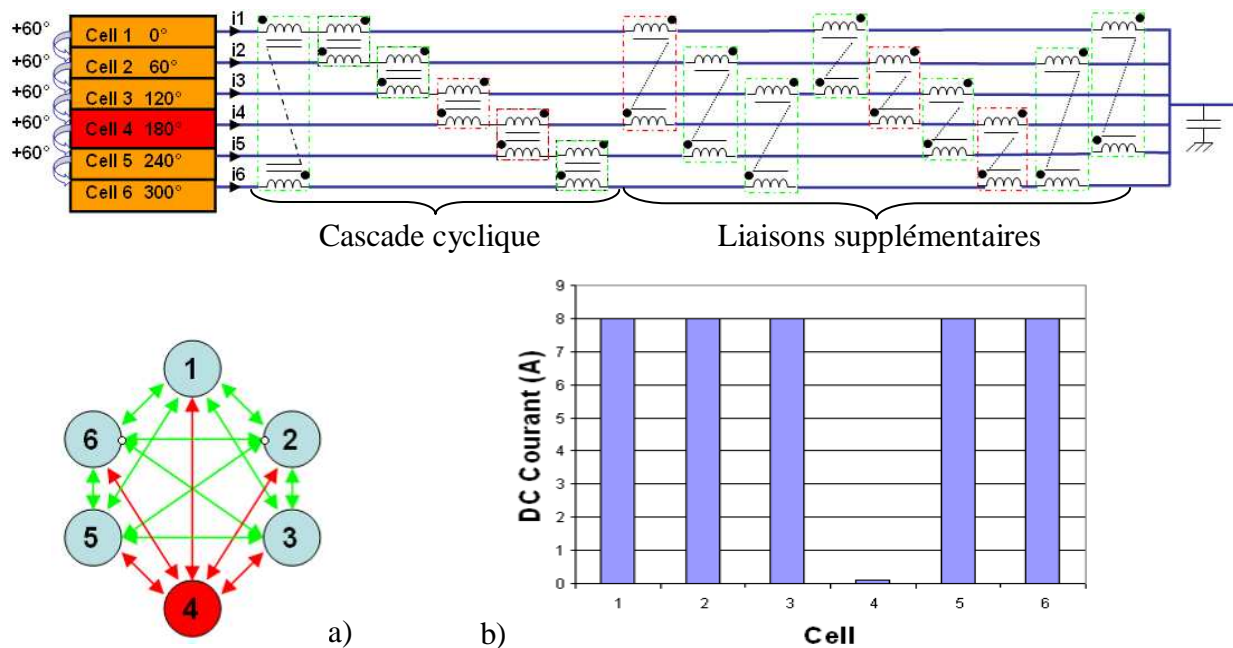 +60°
+60°
+60°
+60°
+60°
Cell 1 0°
Cell 2 60°
Cell 3 120°
Cell 4 180°
Cell 5 240°
Cell 6 300°
i1
i2
i3
i4
i5
i6
Cascade cyclique
Liaisons supplémentaires
1
2
3
4
5
6
a)
b)
DC Courant (A)
9
8
7
6
5
4
3
2
1
0
1 2 3 4 5 6
Cell